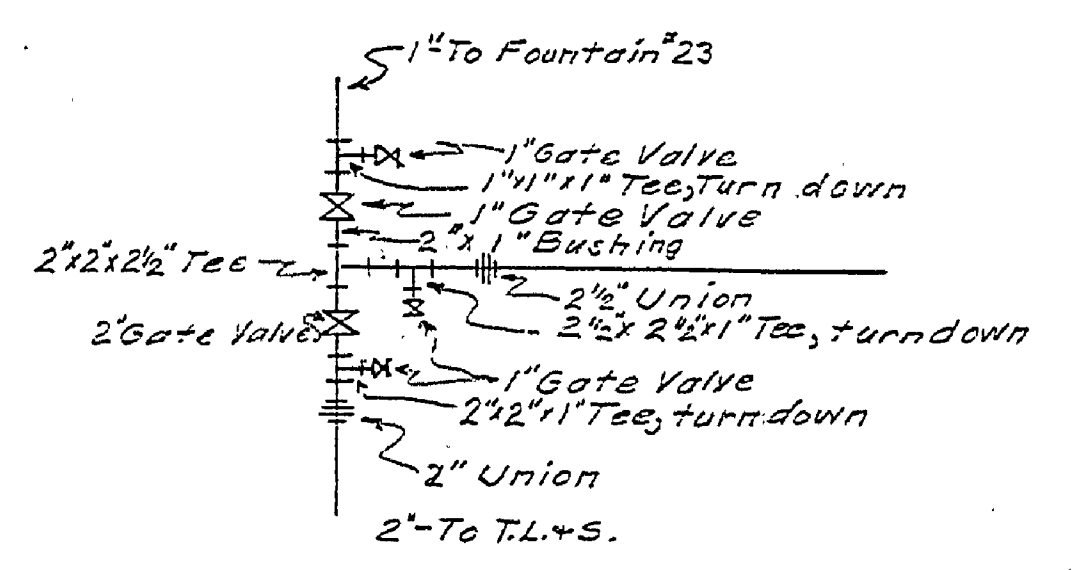 1"-To Fountain #23
1" Gate Valve
1"x1"x1" Tee, Turn down
1" Gate Valve
2"x 1" Bushing
2"x2"x2½" Tee
2½" Union
2"Gate Valve
2½"x 2½"x1" Tee, turndown
1" Gate Valve
2"x2"x1" Tee, turndown
2" Union
2"-To T.L.+S.